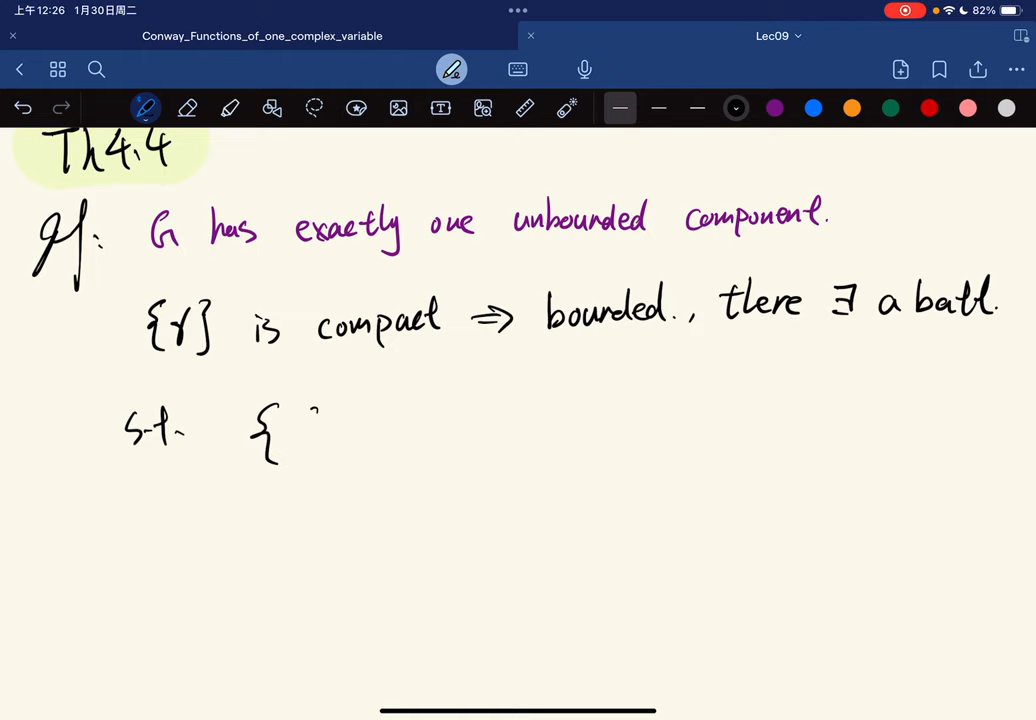 上午12:26 1月30日周二
82%
Conway_Functions_of_one_complex_variable
Lec09
Th4.4
pf: G has exactly one unbounded component.
{γ} is compact ⇒ bounded., there ∃ a ball.
s.t. {